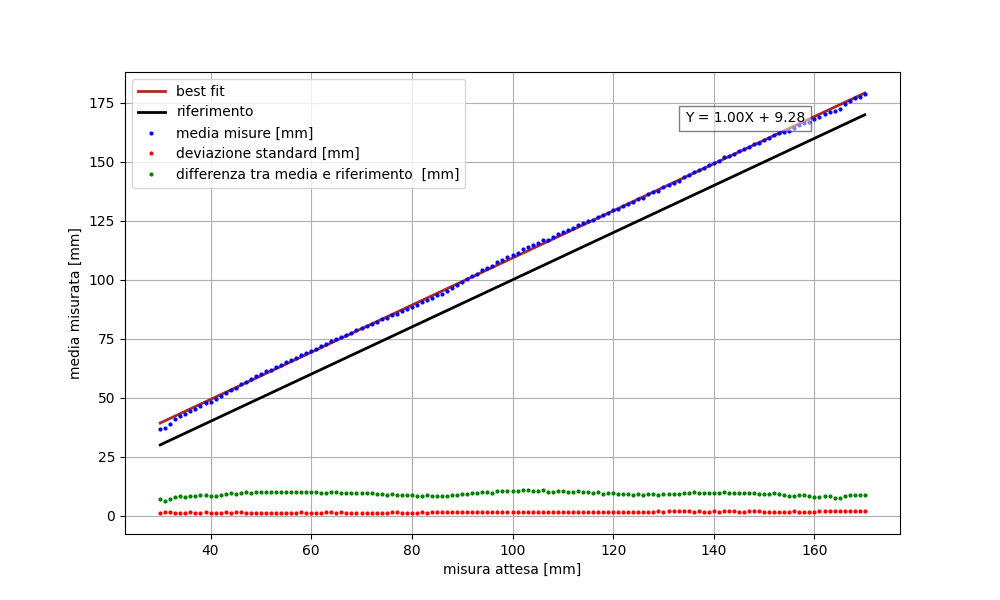 best fit
riferimento
media misure [mm]
deviazione standard [mm]
differenza tra media e riferimento  [mm]
Y = 1.00X + 9.28
media misurata [mm]
175
150
125
100
75
50
25
0
40 60 80 100 120 140 160
misura attesa [mm]